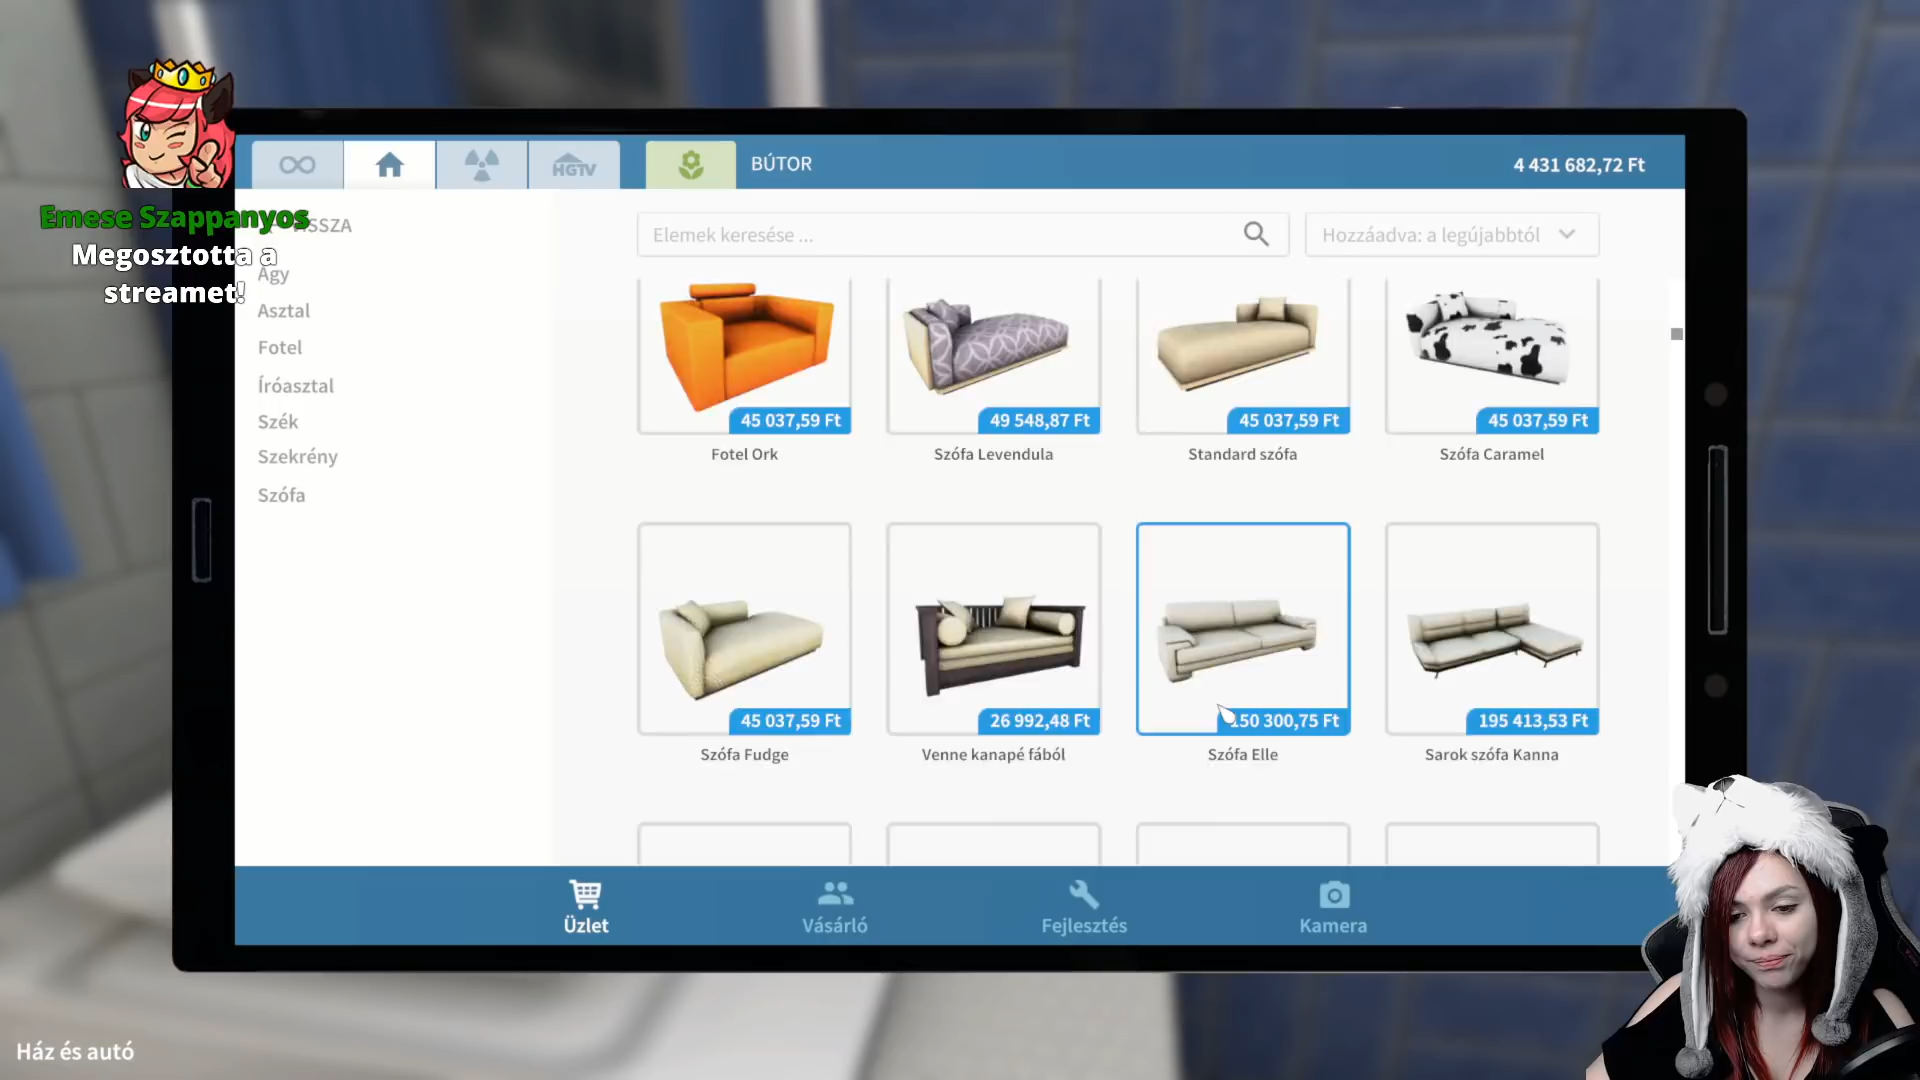 HGTV
BÚTOR
4 431 682,72 Ft
Emese Szappanyos
Megosztotta a
streamet!
Elemek keresése ...
Hozzáadva: a legújabbtól
Ágy
Asztal
Fotel
Íróasztal
Szék
Szekrény
Szófa
45 037,59 Ft
49 548,87 Ft
45 037,59 Ft
45 037,59 Ft
Fotel Ork
Szófa Levendula
Standard szófa
Szófa Caramel
45 037,59 Ft
26 992,48 Ft
150 300,75 Ft
195 413,53 Ft
Szófa Fudge
Venne kanapé fából
Szófa Elle
Sarok szófa Kanna
Üzlet
Vásárló
Fejlesztés
Kamera
Ház és autó